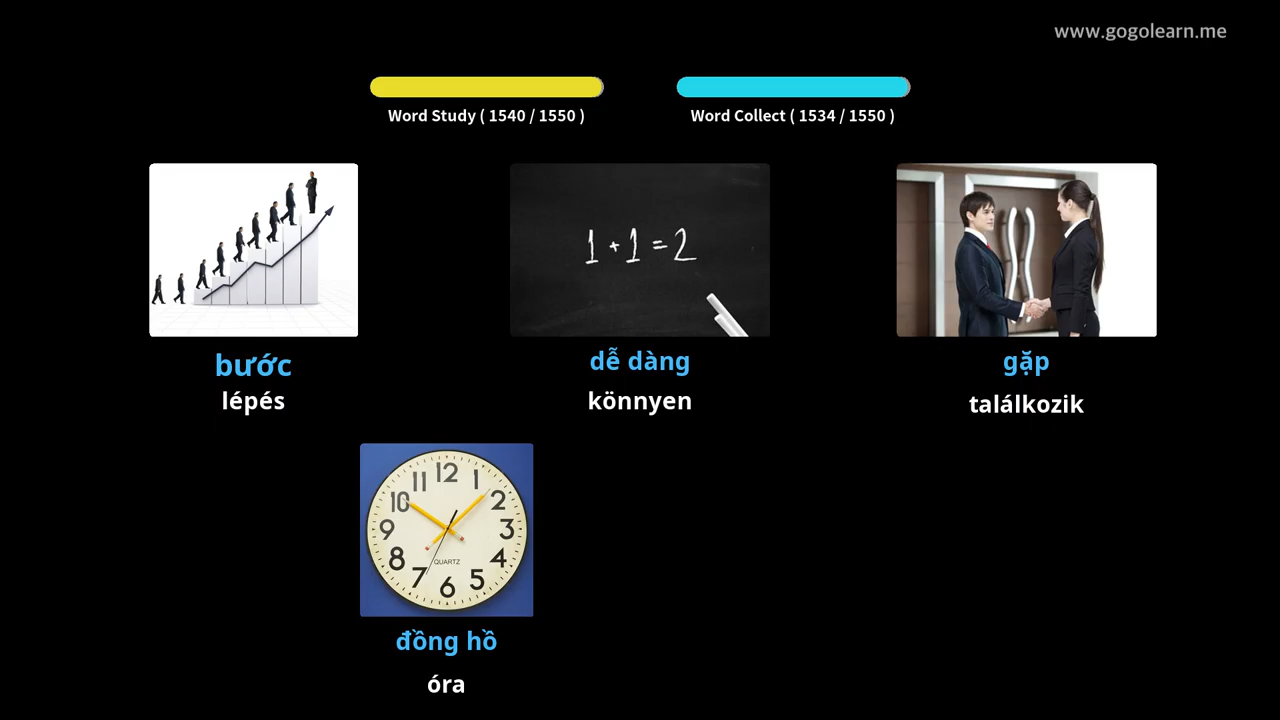 www.gogolearn.me
Word Study ( 1540 / 1550 )
Word Collect ( 1534 / 1550 )
1 + 1 = 2
bước
lépés
dễ dàng
könnyen
gặp
találkozik
12
1
2
3
4
5
6
7
8
9
10
11
QUARTZ
đồng hồ
óra